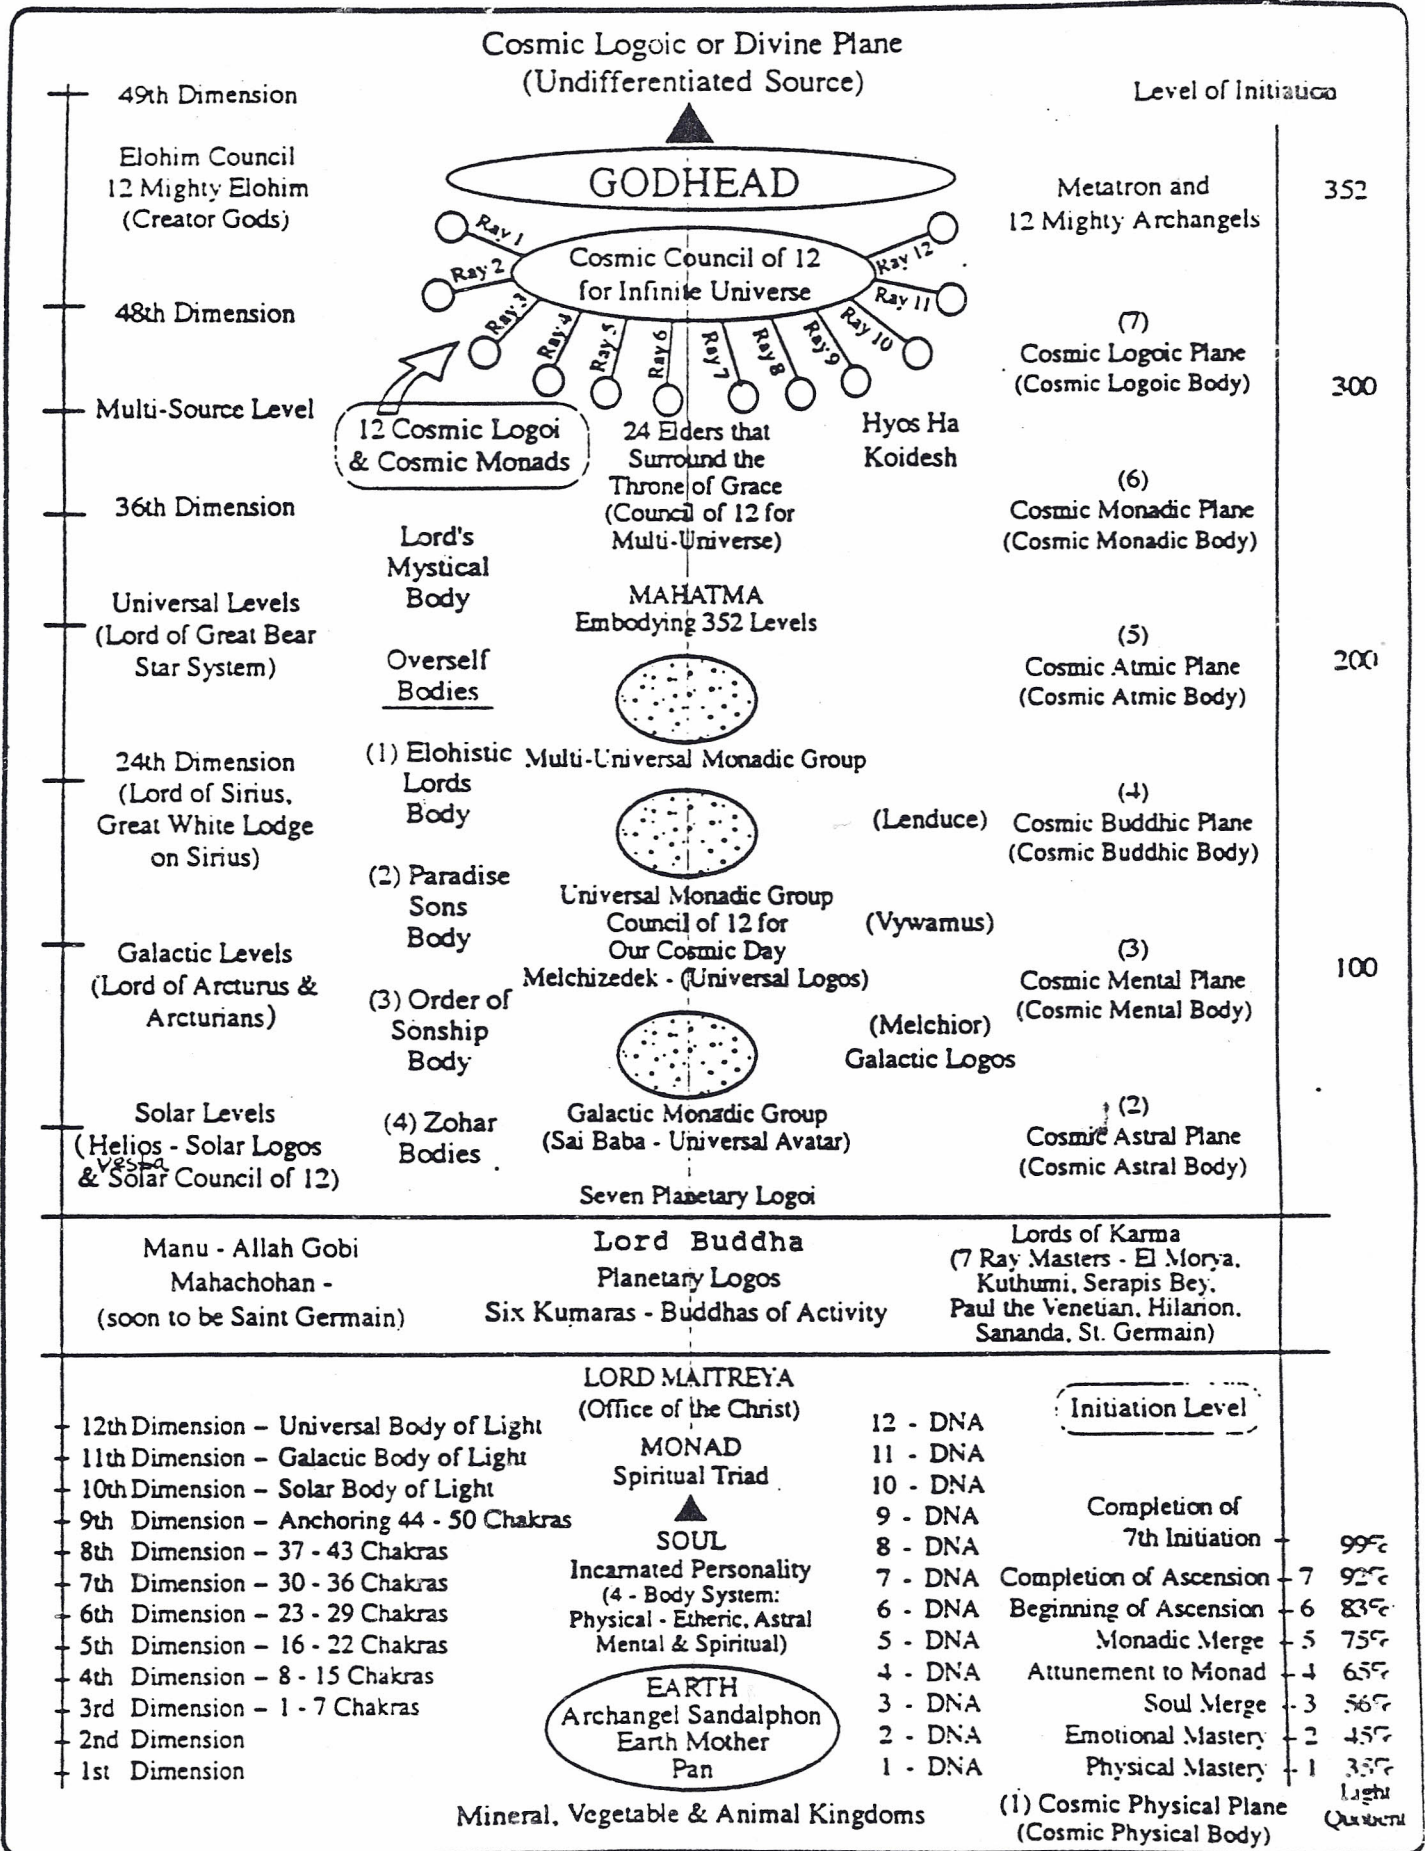 Cosmic Logoic or Divine Plane
(Undifferentiated Source)
49th Dimension
Level of Initiation
Elohim Council
12 Mighty Elohim
(Creator Gods)
GODHEAD
Metatron and
12 Mighty Archangels
352
Ray 1
Ray 2
Ray 3
Ray 4
Ray 5
Ray 6
Ray 7
Ray 8
Ray 9
Ray 10
Ray 11
Ray 12
Cosmic Council of 12
for Infinite Universe
48th Dimension
(7)
Cosmic Logoic Plane
(Cosmic Logoic Body)
300
Multi-Source Level
12 Cosmic Logoi
& Cosmic Monads
24 Elders that
Surround the
Throne of Grace
(Council of 12 for
Multi-Universe)
Hyos Ha
Koidesh
36th Dimension
(6)
Cosmic Monadic Plane
(Cosmic Monadic Body)
Lord's
Mystical
Body
MAHATMA
Embodying 352 Levels
Universal Levels
(Lord of Great Bear
Star System)
Overself
Bodies
(5)
Cosmic Atmic Plane
(Cosmic Atmic Body)
200
24th Dimension
(Lord of Sirius,
Great White Lodge
on Sirius)
(1) Elohistic
Lords
Body
Multi-Universal Monadic Group
(Lenduce)
(4)
Cosmic Buddhic Plane
(Cosmic Buddhic Body)
(2) Paradise
Sons
Body
Universal Monadic Group
Council of 12 for
Our Cosmic Day
Melchizedek - (Universal Logos)
(Vywamus)
Galactic Levels
(Lord of Arcturus &
Arcturians)
(3)
Cosmic Mental Plane
(Cosmic Mental Body)
100
(3) Order of
Sonship
Body
(Melchior)
Galactic Logos
Solar Levels
(Helios - Solar Logos
Vesta
& Solar Council of 12)
(4) Zohar
Bodies
Galactic Monadic Group
(Sai Baba - Universal Avatar)
(2)
Cosmic Astral Plane
(Cosmic Astral Body)
Seven Planetary Logoi
Manu - Allah Gobi
Mahachohan -
(soon to be Saint Germain)
Lord Buddha
Planetary Logos
Six Kumaras - Buddhas of Activity
Lords of Karma
(7 Ray Masters - El Morya,
Kuthumi, Serapis Bey,
Paul the Venetian, Hilarion,
Sananda, St. Germain)
LORD MAITREYA
(Office of the Christ)
MONAD
Spiritual Triad
SOUL
Incarnated Personality
(4 - Body System:
Physical - Etheric, Astral
Mental & Spiritual)
EARTH
Archangel Sandalphon
Earth Mother
Pan
Mineral, Vegetable & Animal Kingdoms
12th Dimension – Universal Body of Light
11th Dimension – Galactic Body of Light
10th Dimension – Solar Body of Light
9th Dimension – Anchoring 44 - 50 Chakras
8th Dimension – 37 - 43 Chakras
7th Dimension – 30 - 36 Chakras
6th Dimension – 23 - 29 Chakras
5th Dimension – 16 - 22 Chakras
4th Dimension – 8 - 15 Chakras
3rd Dimension – 1 - 7 Chakras
2nd Dimension
1st Dimension
12 - DNA
11 - DNA
10 - DNA
9 - DNA
8 - DNA
7 - DNA
6 - DNA
5 - DNA
4 - DNA
3 - DNA
2 - DNA
1 - DNA
Initiation Level
Completion of
7th Initiation 99%
Completion of Ascension 7 92%
Beginning of Ascension 6 83%
Monadic Merge 5 75%
Attunement to Monad 4 65%
Soul Merge 3 56%
Emotional Mastery 2 45%
Physical Mastery 1 35%
Light
Quotient
(1) Cosmic Physical Plane
(Cosmic Physical Body)